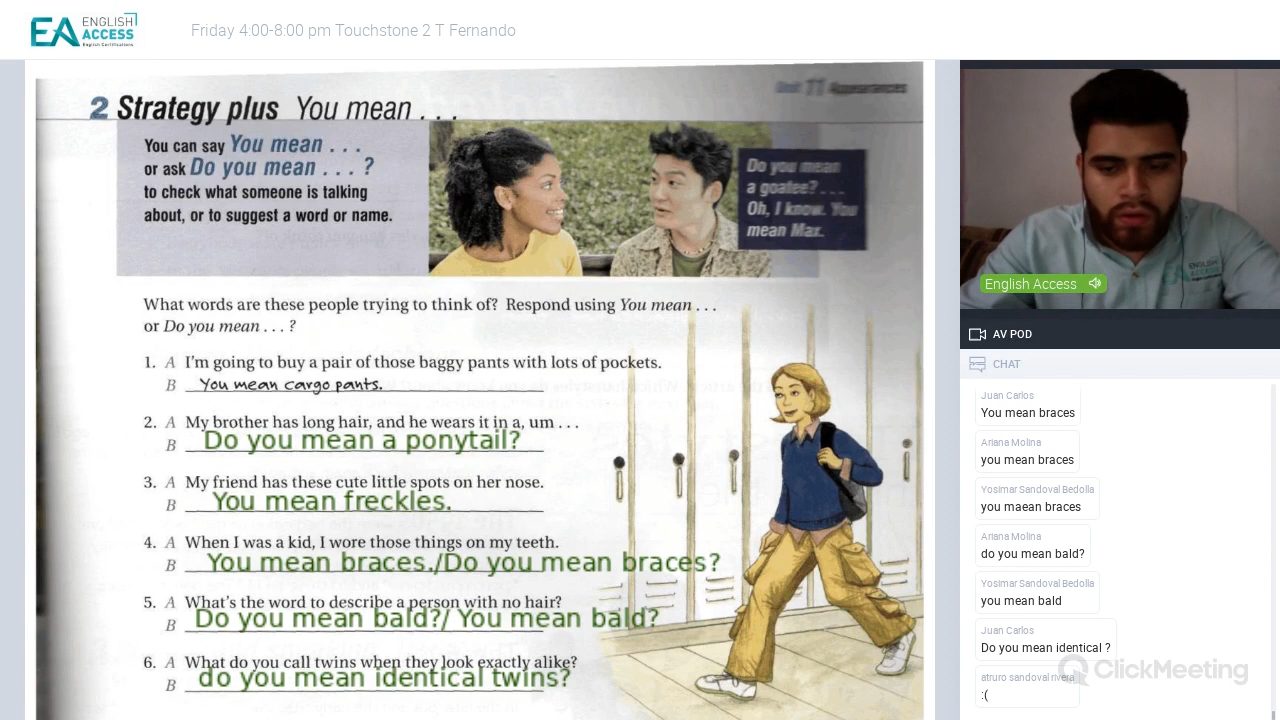 EA ENGLISH ACCESS
English Certifications
Friday 4:00-8:00 pm Touchstone 2 T Fernando
Unit 11 Appearances
2 Strategy plus You mean . . .
You can say You mean . . .
or ask Do you mean . . . ?
to check what someone is talking
about, or to suggest a word or name.
Do you mean
a goatee? . . .
Oh, I know. You
mean Max.
What words are these people trying to think of? Respond using You mean . . .
or Do you mean . . . ?
1. A I'm going to buy a pair of those baggy pants with lots of pockets.
B You mean cargo pants.
2. A My brother has long hair, and he wears it in a, um . . .
B Do you mean a ponytail?
3. A My friend has these cute little spots on her nose.
B You mean freckles.
4. A When I was a kid, I wore those things on my teeth.
B You mean braces./Do you mean braces?
5. A What's the word to describe a person with no hair?
B Do you mean bald?/ You mean bald?
6. A What do you call twins when they look exactly alike?
B do you mean identical twins?
ENGLISH
ACCESS
English Access
AV POD
CHAT
Juan Carlos
You mean braces
Ariana Molina
you mean braces
Yosimar Sandoval Bedolla
you maean braces
Ariana Molina
do you mean bald?
Yosimar Sandoval Bedolla
you mean bald
Juan Carlos
Do you mean identical ?
atruro sandoval rivera
:(
ClickMeeting